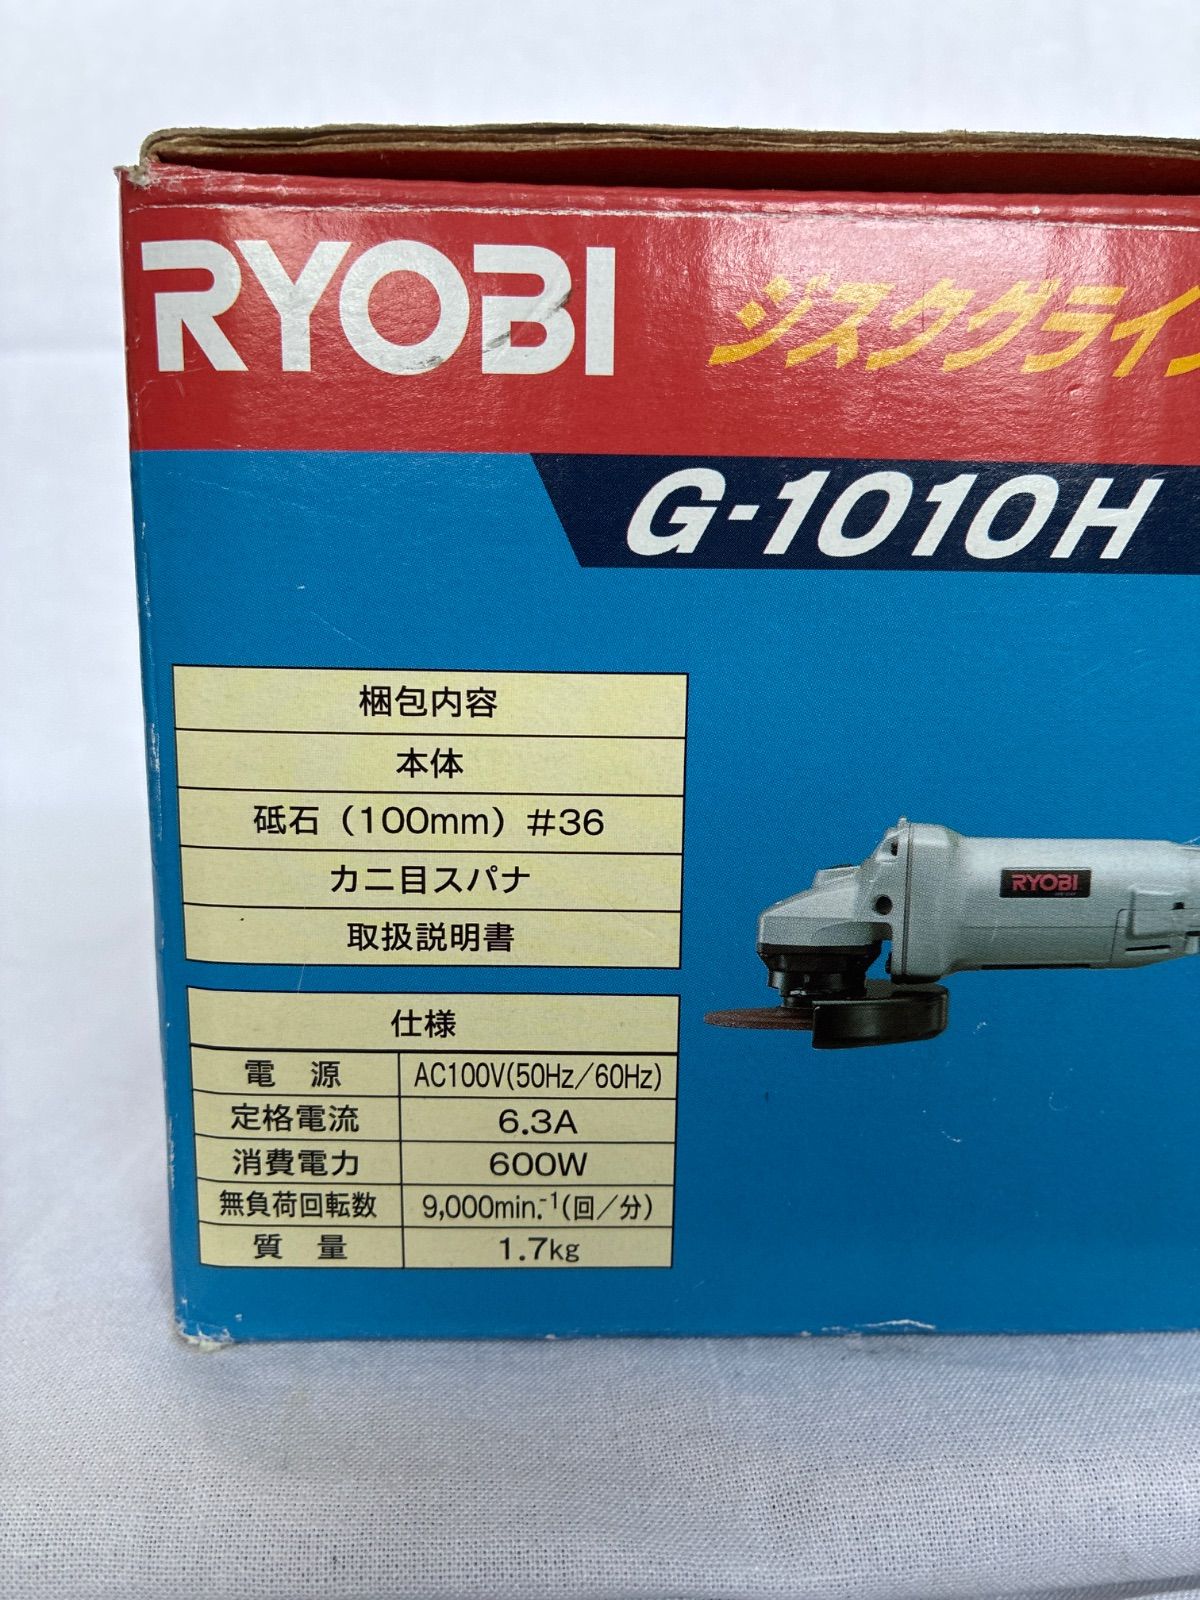 RYOBI
ジスクグライン
G-1010H
梱包内容
本体
砥石（100mm）#36
カニ目スパナ
取扱説明書
RYOBI
仕様
電 源 AC100V(50Hz/60Hz)
定格電流 6.3A
消費電力 600W
無負荷回転数 9,000min.⁻¹(回/分)
質 量 1.7kg